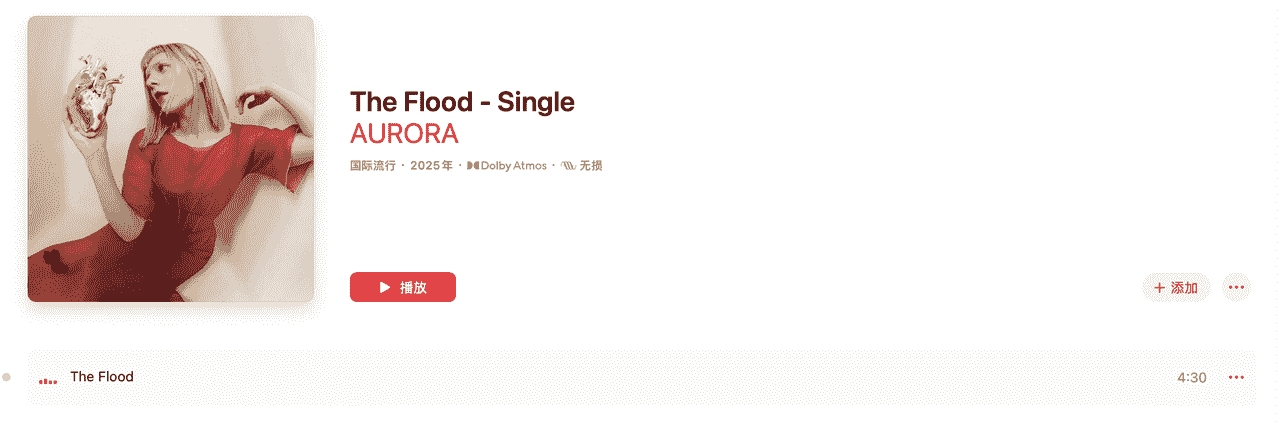 The Flood - Single
AURORA
国际流行 · 2025年 · Dolby Atmos · 无损
播放
+ 添加
The Flood
4:30